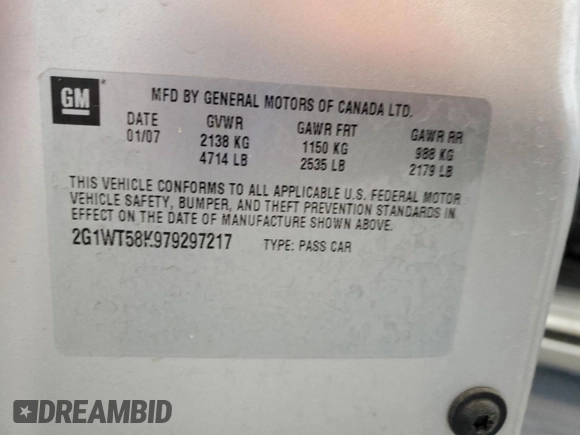 GM
MFD BY GENERAL MOTORS OF CANADA LTD.
DATE GVWR GAWR FRT GAWR RR
01/07 2138 KG 1150 KG 988 KG
4714 LB 2535 LB 2179 LB
THIS VEHICLE CONFORMS TO ALL APPLICABLE U.S. FEDERAL MOTOR
VEHICLE SAFETY, BUMPER, AND THEFT PREVENTION STANDARDS IN
EFFECT ON THE DATE OF MANUFACTURE SHOWN ABOVE.
2G1WT58K979297217 TYPE: PASS CAR
DREAMBID